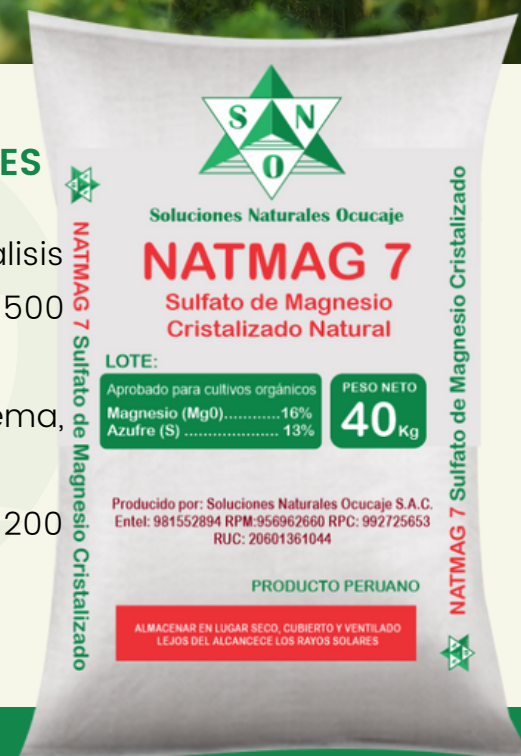 ES
alisis
500
ema,
200
S N
O
Soluciones Naturales Ocucaje
NATMAG 7
Sulfato de Magnesio
Cristalizado Natural
LOTE:
Aprobado para cultivos orgánicos
Magnesio (Mg0)............16%
Azufre (S) .................... 13%
PESO NETO
40Kg
Producido por: Soluciones Naturales Ocucaje S.A.C.
Entel: 981552894 RPM:956962660 RPC: 992725653
RUC: 20601361044
PRODUCTO PERUANO
ALMACENAR EN LUGAR SECO, CUBIERTO Y VENTILADO
LEJOS DEL ALCANCECE LOS RAYOS SOLARES
NATMAG 7 Sulfato de Magnesio Cristalizado
NATMAG 7 Sulfato de Magnesio Cristalizado